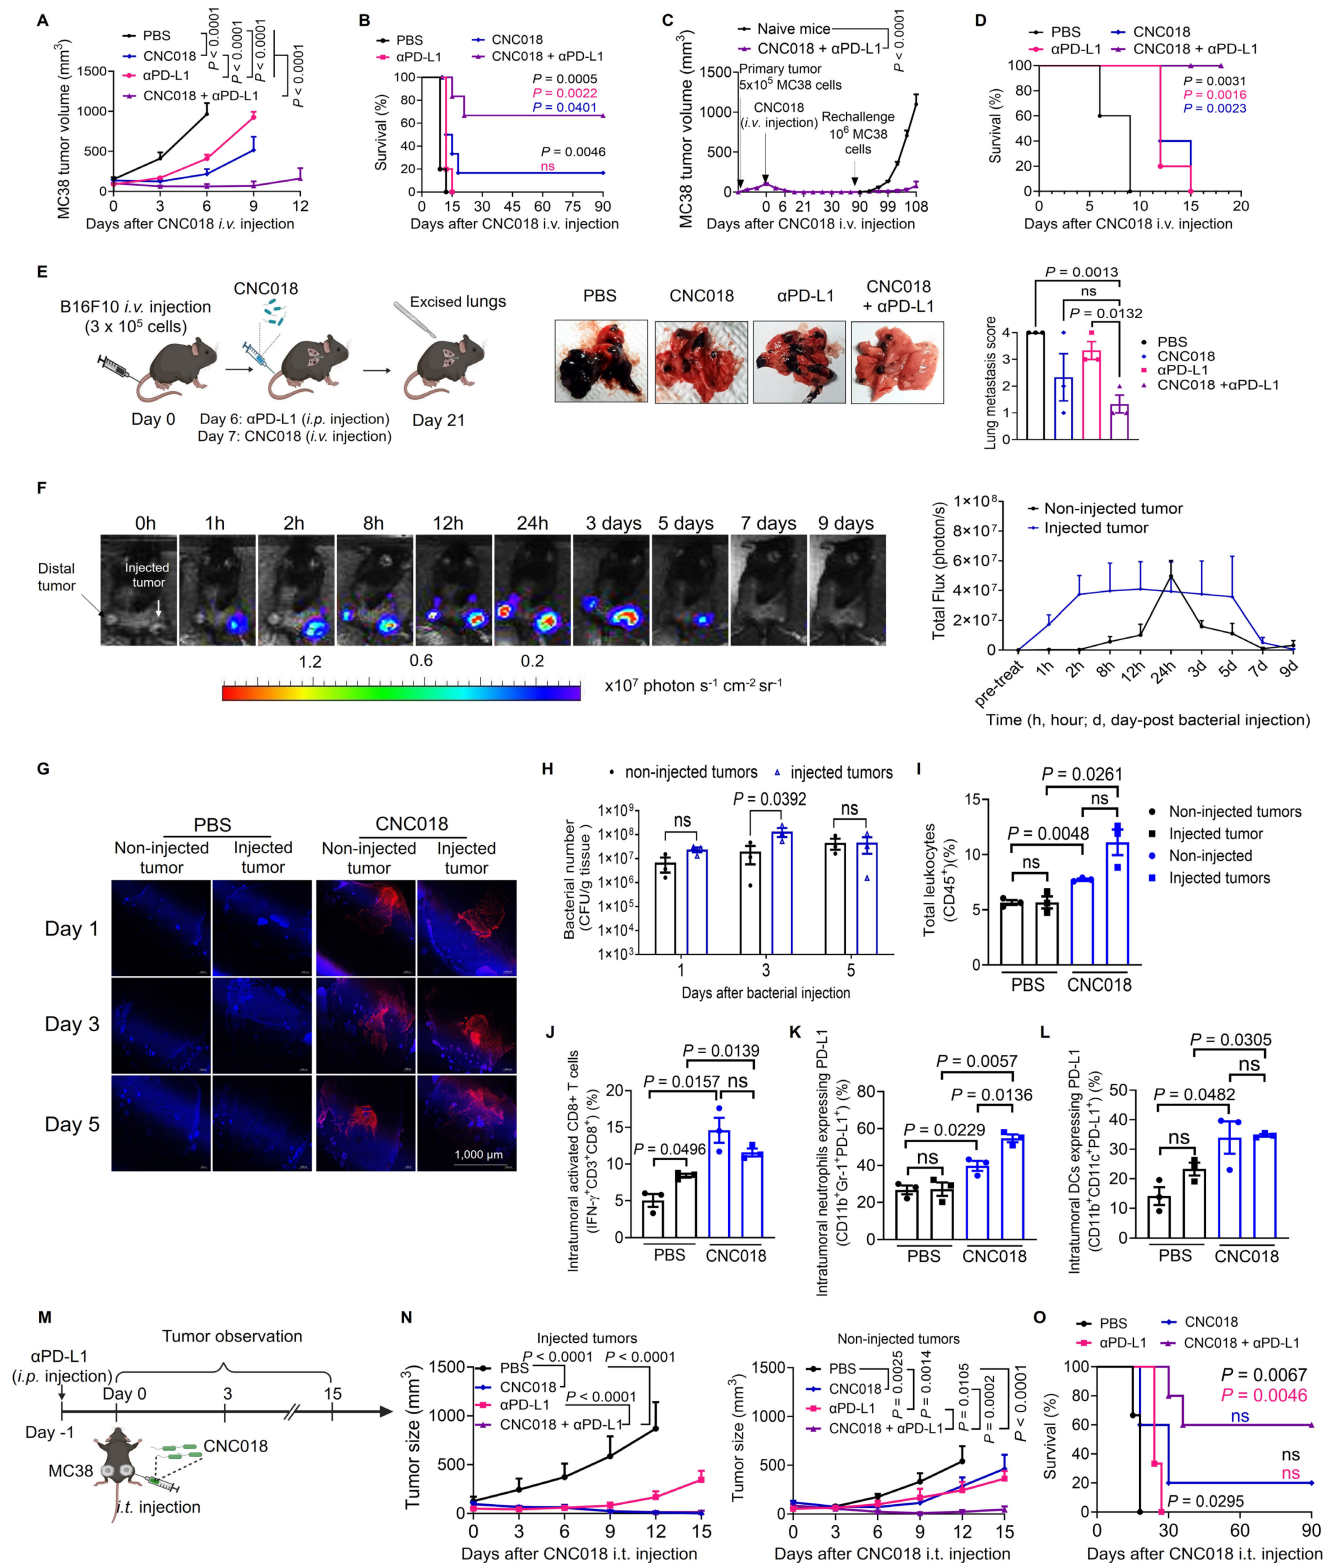 A
PBS
CNC018
αPD-L1
CNC018 + αPD-L1
P < 0.0001
P < 0.0001
P < 0.0001
P < 0.0001
MC38 tumor volume (mm³)
1500
1000
500
0
0 3 6 9 12
Days after CNC018 i.v. injection
B
PBS
CNC018
αPD-L1
CNC018 + αPD-L1
P = 0.0005
P = 0.0022
P = 0.0401
P = 0.0046
ns
Survival (%)
100
80
60
40
20
0
0 15 30 45 60 75 90
Days after CNC018 i.v. injection
C
Naive mice
CNC018 + αPD-L1
P < 0.0001
MC38 tumor volume (mm³)
1500
1000
500
0
Primary tumor
5x10⁵ MC38 cells
CNC018
(i.v. injection)
Rechallenge
10⁶ MC38
cells
0 6 21 30 90 99 108
Days after CNC018 i.v. injection
D
PBS
CNC018
αPD-L1
CNC018 + αPD-L1
P = 0.0031
P = 0.0016
P = 0.0023
Survival (%)
100
80
60
40
20
0
0 5 10 15 20
Days after CNC018 i.v. injection
E
B16F10 i.v. injection
(3 x 10⁵ cells)
CNC018
Excised lungs
Day 0
Day 6: αPD-L1 (i.p. injection)
Day 7: CNC018 (i.v. injection)
Day 21
PBS
CNC018
αPD-L1
CNC018
+ αPD-L1
P = 0.0013
ns
P = 0.0132
Lung metastasis score
4
3
2
1
0
PBS
CNC018
αPD-L1
CNC018 +αPD-L1
F
0h 1h 2h 8h 12h 24h 3 days 5 days 7 days 9 days
Distal
tumor
Injected
tumor
1.2 0.6 0.2
x10⁷ photon s⁻¹ cm⁻² sr⁻¹
Non-injected tumor
Injected tumor
Total Flux (photon/s)
1×10⁸
8×10⁷
6×10⁷
4×10⁷
2×10⁷
0
pre-treat 1h 2h 8h 12h 24h 3d 5d 7d 9d
Time (h, hour; d, day-post bacterial injection)
G
PBS
CNC018
Non-injected
tumor
Injected
tumor
Non-injected
tumor
Injected
tumor
Day 1
Day 3
Day 5
1,000 µm
H
non-injected tumors
injected tumors
ns
P = 0.0392
ns
Bacterial number
(CFU/g tissue )
1×10⁹
1×10⁸
1×10⁷
1×10⁶
1×10⁵
1×10⁴
1×10³
1 3 5
Days after bacterial injection
I
P = 0.0261
ns
P = 0.0048
ns
Total leukocytes
(CD45⁺)(%)
15
10
5
0
PBS CNC018
Non-injected tumors
Injected tumor
Non-injected
Injected tumors
J
P = 0.0139
P = 0.0157
ns
P = 0.0496
Intratumoral activated CD8+ T cells
(IFN-γ⁺CD3⁺CD8⁺) (%)
20
15
10
5
0
PBS CNC018
K
P = 0.0057
P = 0.0136
P = 0.0229
ns
Intratumoral neutrophils expressing PD-L1
(CD11b⁺Gr-1⁺PD-L1⁺) (%)
80
60
40
20
0
PBS CNC018
L
P = 0.0305
ns
P = 0.0482
ns
Intratumoral DCs expressing PD-L1
(CD11b⁺CD11c⁺PD-L1⁺) (%)
50
40
30
20
10
0
PBS CNC018
M
Tumor observation
αPD-L1
(i.p. injection)
Day 0 3 15
Day -1
CNC018
MC38
i.t. injection
N
Injected tumors
PBS
CNC018
αPD-L1
CNC018 + αPD-L1
P < 0.0001
P < 0.0001
P < 0.0001
Tumor size (mm³)
1500
1000
500
0
0 3 6 9 12 15
Days after CNC018 i.t. injection
Non-injected tumors
PBS
CNC018
αPD-L1
CNC018 + αPD-L1
P = 0.0025
P = 0.0014
P = 0.0105
P = 0.0002
P < 0.0001
Tumor size (mm³)
1500
1000
500
0
0 3 6 9 12 15
Days after CNC018 i.t. injection
O
PBS
CNC018
αPD-L1
CNC018 + αPD-L1
P = 0.0067
P = 0.0046
ns
ns
ns
P = 0.0295
Survival (%)
100
80
60
40
20
0
0 30 60 90
Days after CNC018 i.t. injection